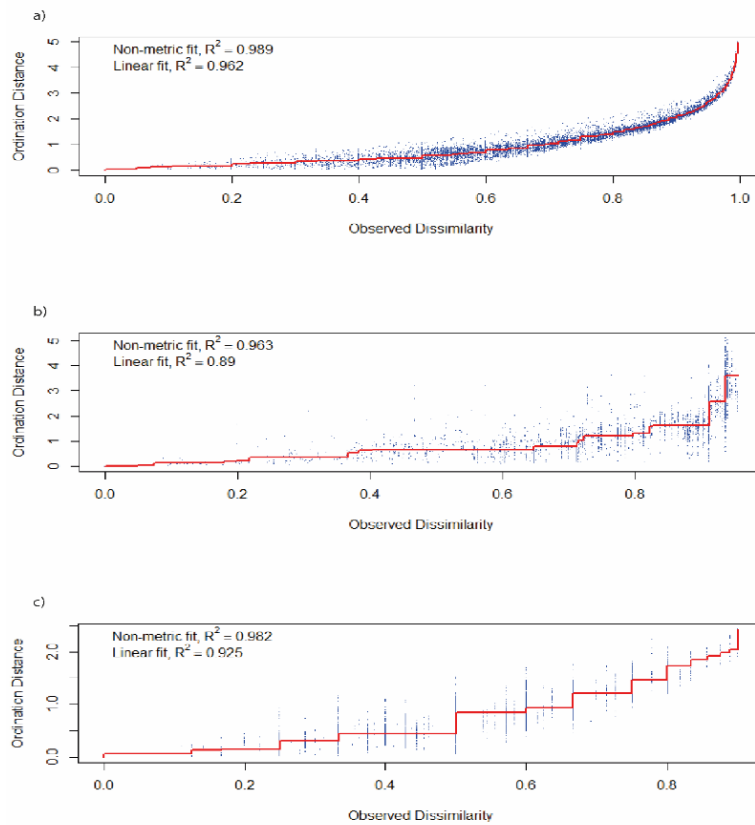 a)
Non-metric fit, R² = 0.989
Linear fit, R² = 0.962
Ordination Distance
5
4
3
2
1
0
0.0 0.2 0.4 0.6 0.8 1.0
Observed Dissimilarity
b)
Non-metric fit, R² = 0.963
Linear fit, R² = 0.89
Ordination Distance
5
4
3
2
1
0
0.0 0.2 0.4 0.6 0.8
Observed Dissimilarity
c)
Non-metric fit, R² = 0.982
Linear fit, R² = 0.925
Ordination Distance
2.0
1.0
0.0
0.0 0.2 0.4 0.6 0.8
Observed Dissimilarity